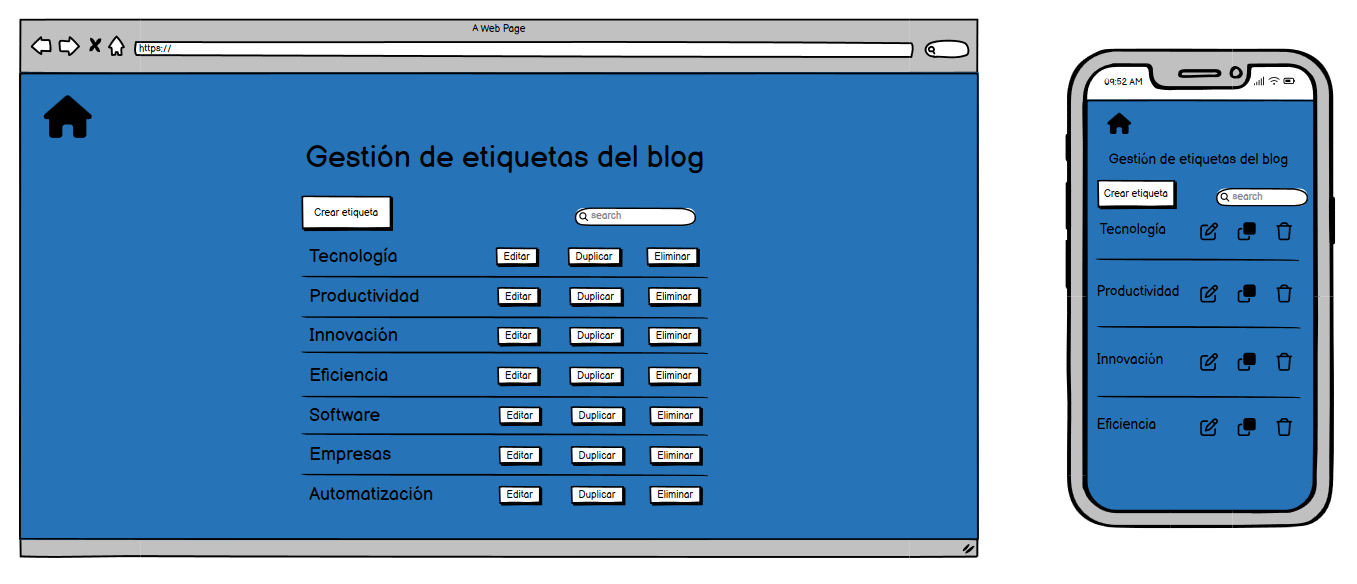 A Web Page
https://
Gestión de etiquetas del blog
Crear etiqueta
search
Tecnología Editar Duplicar Eliminar
Productividad Editar Duplicar Eliminar
Innovación Editar Duplicar Eliminar
Eficiencia Editar Duplicar Eliminar
Software Editar Duplicar Eliminar
Empresas Editar Duplicar Eliminar
Automatización Editar Duplicar Eliminar
09:52 AM
Gestión de etiquetas del blog
Crear etiqueta
search
Tecnología
Productividad
Innovación
Eficiencia